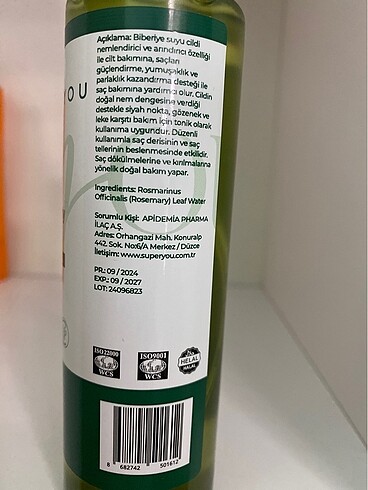 OU
Açıklama: Biberiye suyu cildi
nemlendirici ve arındırıcı özelliği
ile cilt bakımına, saçları
güçlendirme, yumuşaklık ve
parlaklık kazandırma desteği ile
saç bakımına yardımcı olur. Cildin
doğal nem dengesine verdiği
destekle siyah nokta, gözenek ve
leke karşıtı bakım için tonik olarak
kullanıma uygundur. Düzenli
kullanımla saç derisinin ve saç
tellerinin beslenmesinde etkilidir.
Saç dökülmelerine ve kırılmalarına
yönelik doğal bakım yapar.
Ingredients: Rosmarinus
Officinalis (Rosemary) Leaf Water
Sorumlu Kişi: APİDEMİA PHARMA
İLAÇ A.Ş.
Adres: Orhangazi Mah. Konuralp
442. Sok. No:6/A Merkez / Düzce
İletişim: www.superyou.com.tr
PR.: 09 / 2024
EXP.: 09 / 2027
LOT: 24096823
ISO22000
WCS
ISO9001
WCS
HELAL
HALAL
8 682742 501612